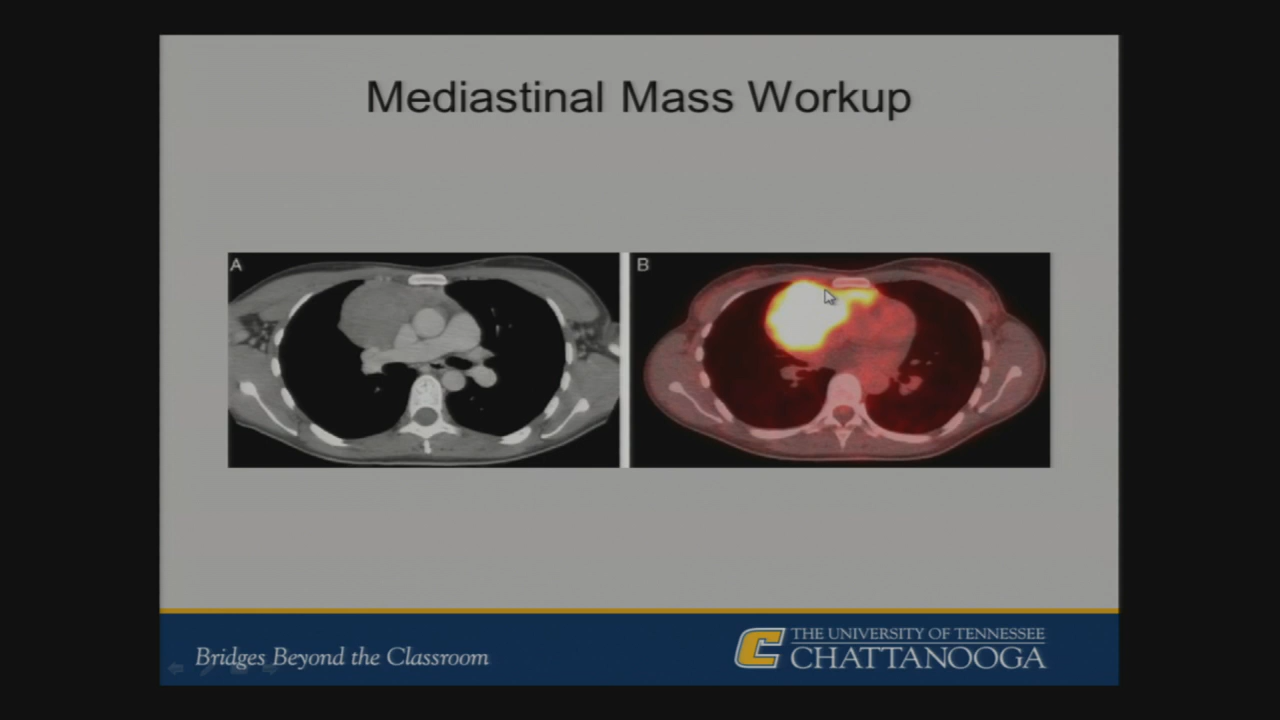 Mediastinal Mass Workup
A
B
Bridges Beyond the Classroom
C
THE UNIVERSITY OF TENNESSEE
CHATTANOOGA